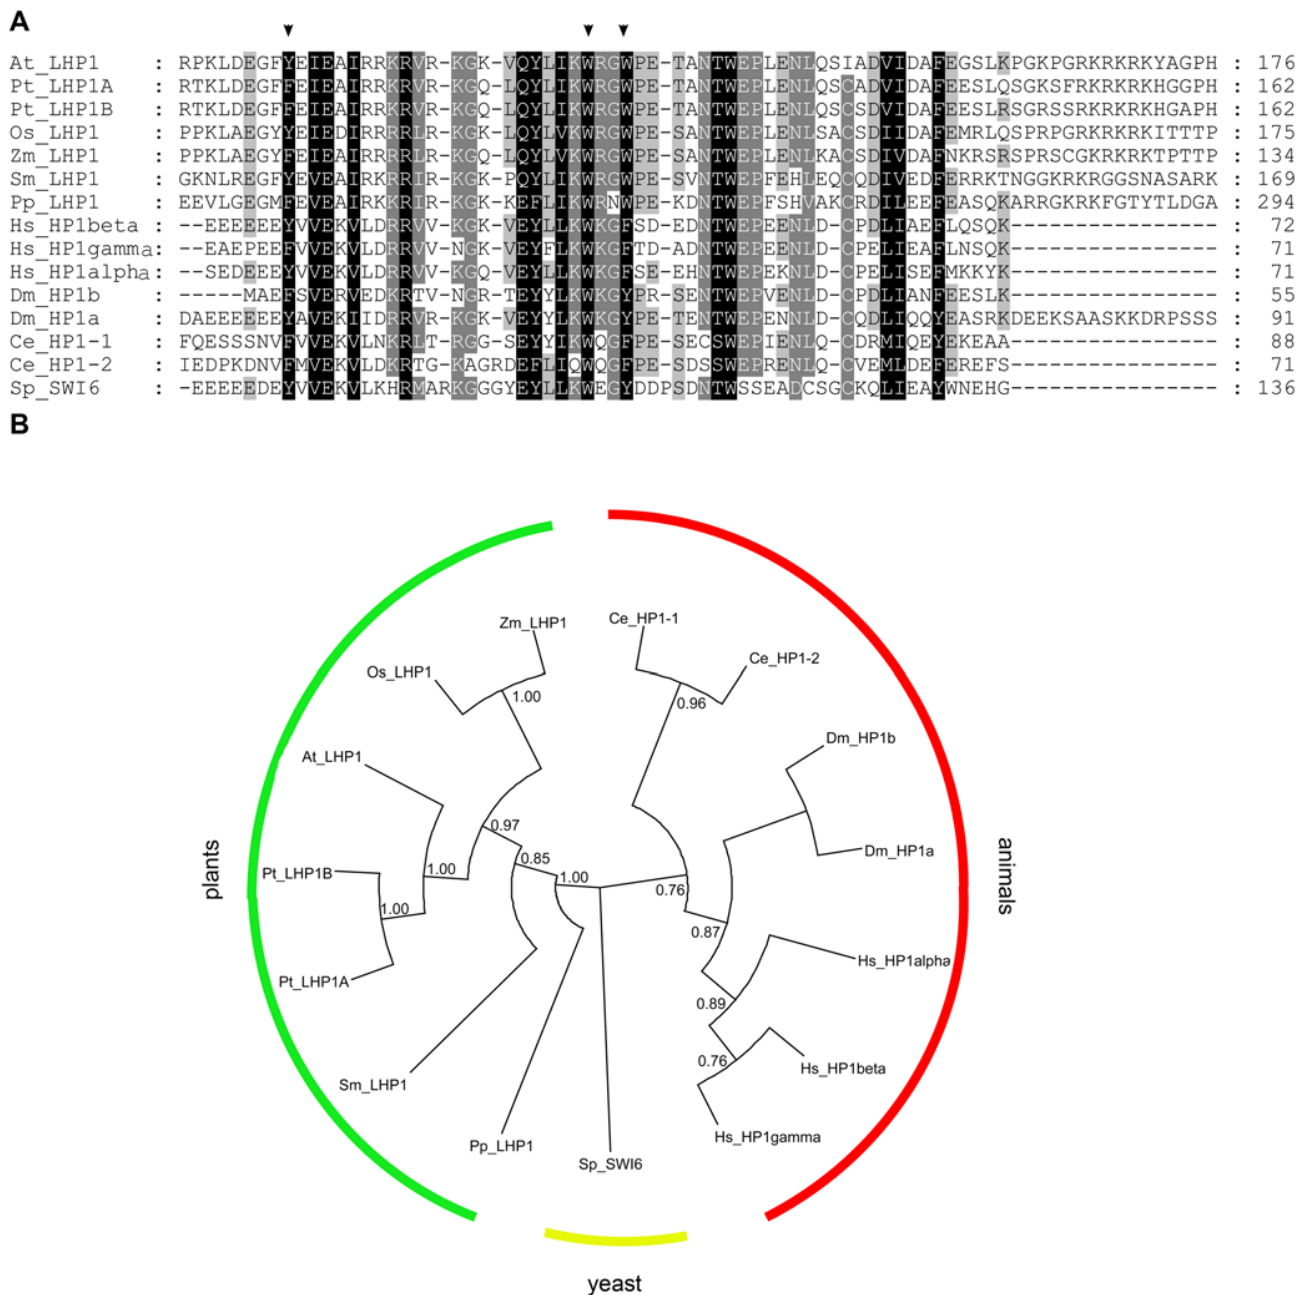 A
At_LHP1 : RPKLDEGFYEIEAIRRKRVR-KGK-VQYLIKWRGWPE-TANTWEPLENLQSIADVIDAFEGSLKPGKPGRKRKRKYAGPH : 176
Pt_LHP1A : RTKLDEGFFEIEAIRRKRVR-KGQ-LQYLIKWRGWPE-TANTWEPLENLQSCADVIDAFEESLQSGKSFRKRKRKHGGPH : 162
Pt_LHP1B : RTKLDEGFYEIEAIRRKRVR-KGK-LQYLIKWRGWPE-TANTWEPLENLQSCADVIDAFEESLRSGRSSRKRKRKHGAPH : 162
Os_LHP1 : PPKLAEGYYEIEDIRRRRLR-KGK-LQYLVKWRGWPE-SANTWEPLENLSACSDIIDAFEMRLQSPRPGRKRKRKITTTP : 175
Zm_LHP1 : PPKLAEGYFEIEAIRRRRLR-KGQ-LQYLVKWRGWPE-SANTWEPLENLKACSDIVDAFNKRSRSPRSCGKRKRKTPTTP : 134
Sm_LHP1 : GKNLREGFYEVEAIRKRRIR-KGK-PQYLIKWRGWPE-SVNTWEPFEHLEQCQDIVEDFERRKTNGGKRKRGGSNASARK : 169
Pp_LHP1 : EEVLGEGMFEVEAIRKKRIR-KGK-KEFLIKWRNWPE-KDNTWEPFSHVAKCRDILEEFEASQKARRGKRKFGTYTLDGA : 294
Hs_HP1beta : --EEEEEEYVVEKVLDRRVV-KGK-VEYLLKWKGFSD-EDNTWEPEENLD-CPDLIAEFLQSQK---------------- : 72
Hs_HP1gamma : --EAEPEEFVVEKVLDRRVV-NGK-VEYFLKWKGFTD-ADNTWEPEENLD-CPELIEAFLNSQK---------------- : 71
Hs_HP1alpha : --SEDEEEYVVEKVLDRRVV-KGQ-VEYLLKWKGFSE-EHNTWEPEKNLD-CPELISEFMKKYK---------------- : 71
Dm_HP1b : -----MAEFSVERVEDKRTV-NGR-TEYYLKWKGYPR-SENTWEPVENLD-CPDLIANFEESLK---------------- : 55
Dm_HP1a : DAEEEEEEYAVEKIIDRRVR-KGK-VEYYLKWKGYPE-TENTWEPENNLD-CQDLIQQYEASRKDEEKSAASKKDRPSSS : 91
Ce_HP1-1 : FQESSSNVFVVEKVLNKRLT-RGG-SEYYIKWQGFPE-SECSWEPIENLQ-CDRMIQEYEKEAA---------------- : 88
Ce_HP1-2 : IEDPKDNVFMVEKVLDKRTG-KAGRDEFLIQWQGFPE-SDSSWEPRENLQ-CVEMLDEFEREFS---------------- : 71
Sp_SWI6 : -EEEEEDEYVVEKVLKHRMARKGGGYEYLLKWEGYDDPSDNTWSSEADCSGCKQLIEAYWNEHG---------------- : 136
B
Zm_LHP1
Ce_HP1-1
Ce_HP1-2
Os_LHP1
1.00
0.96
Dm_HP1b
At_LHP1
0.97
Dm_HP1a
0.85
plants
animals
Pt_LHP1B
1.00
1.00
0.76
1.00
0.87
Hs_HP1alpha
Pt_LHP1A
0.89
0.76
Hs_HP1beta
Sm_LHP1
Hs_HP1gamma
Pp_LHP1
Sp_SWI6
yeast